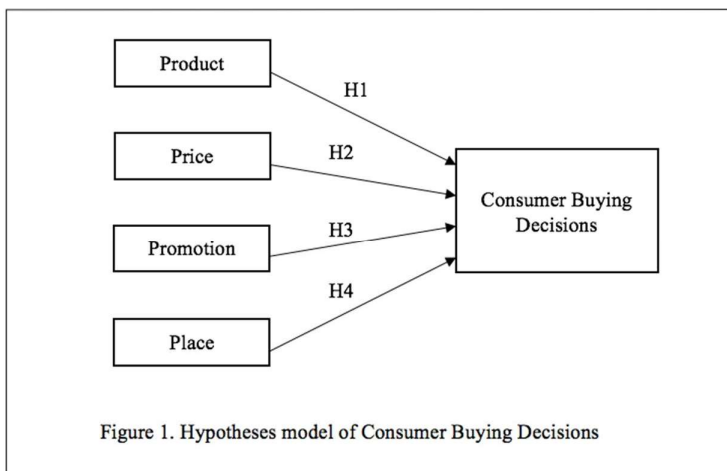 Product
H1
Price
H2
Consumer Buying
Decisions
Promotion
H3
H4
Place
Figure 1. Hypotheses model of Consumer Buying Decisions